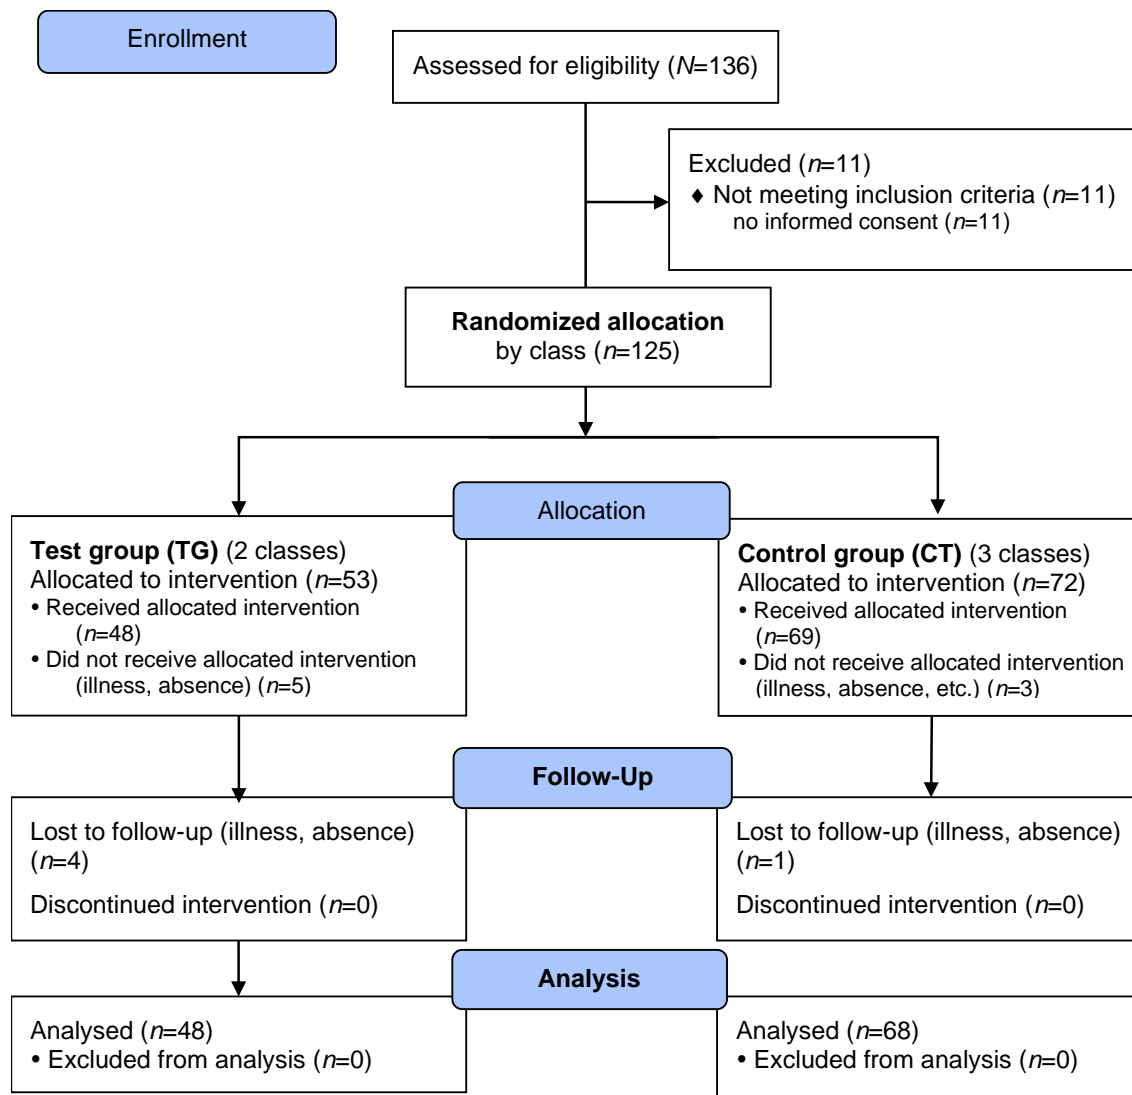 Enrollment
Assessed for eligibility (N=136)
Excluded (n=11)
♦ Not meeting inclusion criteria (n=11)
no informed consent (n=11)
Randomized allocation
by class (n=125)
Allocation
Test group (TG) (2 classes)
Allocated to intervention (n=53)
• Received allocated intervention
(n=48)
• Did not receive allocated intervention
(illness, absence) (n=5)
Control group (CT) (3 classes)
Allocated to intervention (n=72)
• Received allocated intervention
(n=69)
• Did not receive allocated intervention
(illness, absence, etc.) (n=3)
Follow-Up
Lost to follow-up (illness, absence)
(n=4)
Discontinued intervention (n=0)
Lost to follow-up (illness, absence)
(n=1)
Discontinued intervention (n=0)
Analysis
Analysed (n=48)
• Excluded from analysis (n=0)
Analysed (n=68)
• Excluded from analysis (n=0)